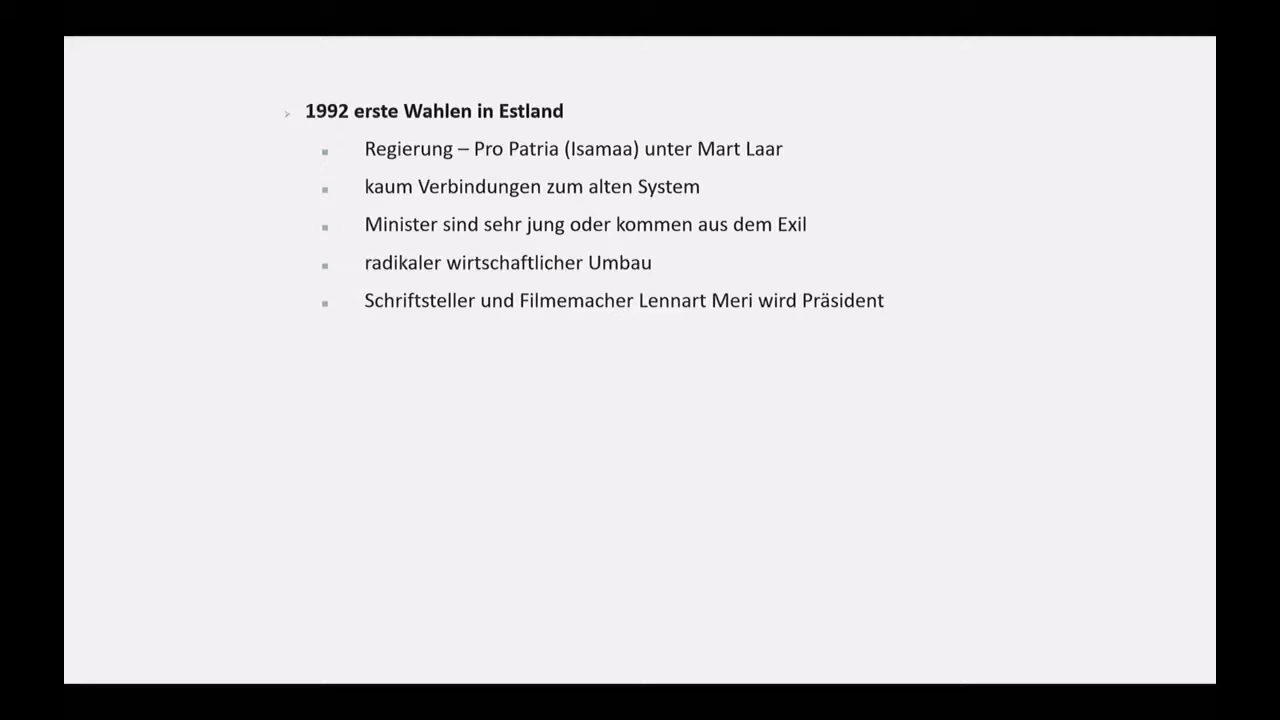 1992 erste Wahlen in Estland
Regierung – Pro Patria (Isamaa) unter Mart Laar
kaum Verbindungen zum alten System
Minister sind sehr jung oder kommen aus dem Exil
radikaler wirtschaftlicher Umbau
Schriftsteller und Filmemacher Lennart Meri wird Präsident